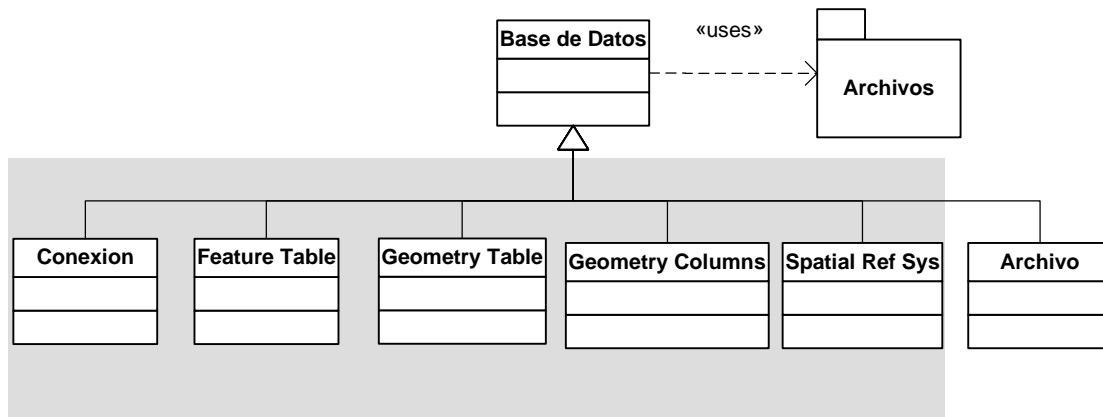 Base de Datos
«uses»
Archivos
Conexion
Feature Table
Geometry Table
Geometry Columns
Spatial Ref Sys
Archivo